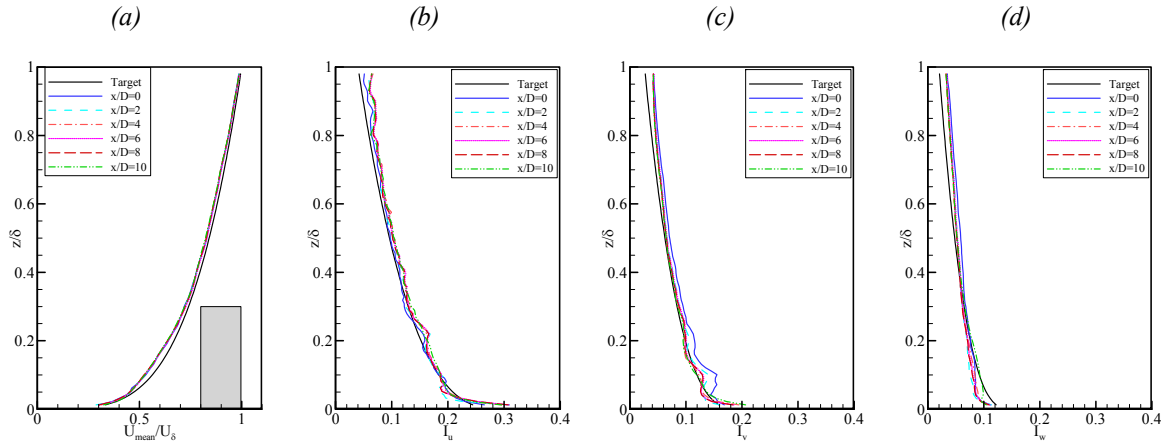 (a)
(b)
(c)
(d)
1
0.8
0.6
0.4
0.2
0
z/δ
Target
x/D=0
x/D=2
x/D=4
x/D=6
x/D=8
x/D=10
0 0.5 1
U_mean/U_δ
1
0.8
0.6
0.4
0.2
0
z/δ
Target
x/D=0
x/D=2
x/D=4
x/D=6
x/D=8
x/D=10
0 0.1 0.2 0.3 0.4
I_u
1
0.8
0.6
0.4
0.2
0
z/δ
Target
x/D=0
x/D=2
x/D=4
x/D=6
x/D=8
x/D=10
0 0.1 0.2 0.3 0.4
I_v
1
0.8
0.6
0.4
0.2
0
z/δ
Target
x/D=0
x/D=2
x/D=4
x/D=6
x/D=8
x/D=10
0 0.1 0.2 0.3 0.4
I_w